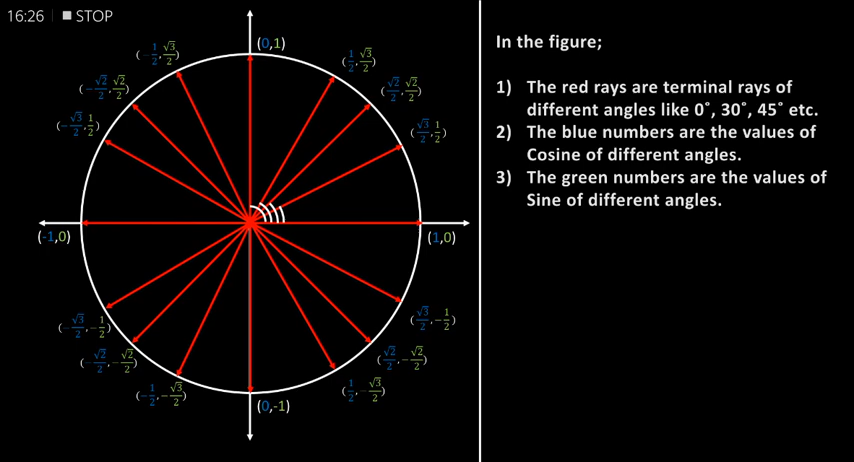 16:26 | STOP
(0,1)
(-1/2, √3/2)
(1/2, √3/2)
(-√2/2, √2/2)
(√2/2, √2/2)
(-√3/2, 1/2)
(√3/2, 1/2)
(-1,0)
(1,0)
(-√3/2, -1/2)
(√3/2, -1/2)
(-√2/2, -√2/2)
(√2/2, -√2/2)
(-1/2, -√3/2)
(1/2, -√3/2)
(0,-1)
In the figure;
1) The red rays are terminal rays of
different angles like 0˚, 30˚, 45˚ etc.
2) The blue numbers are the values of
Cosine of different angles.
3) The green numbers are the values of
Sine of different angles.